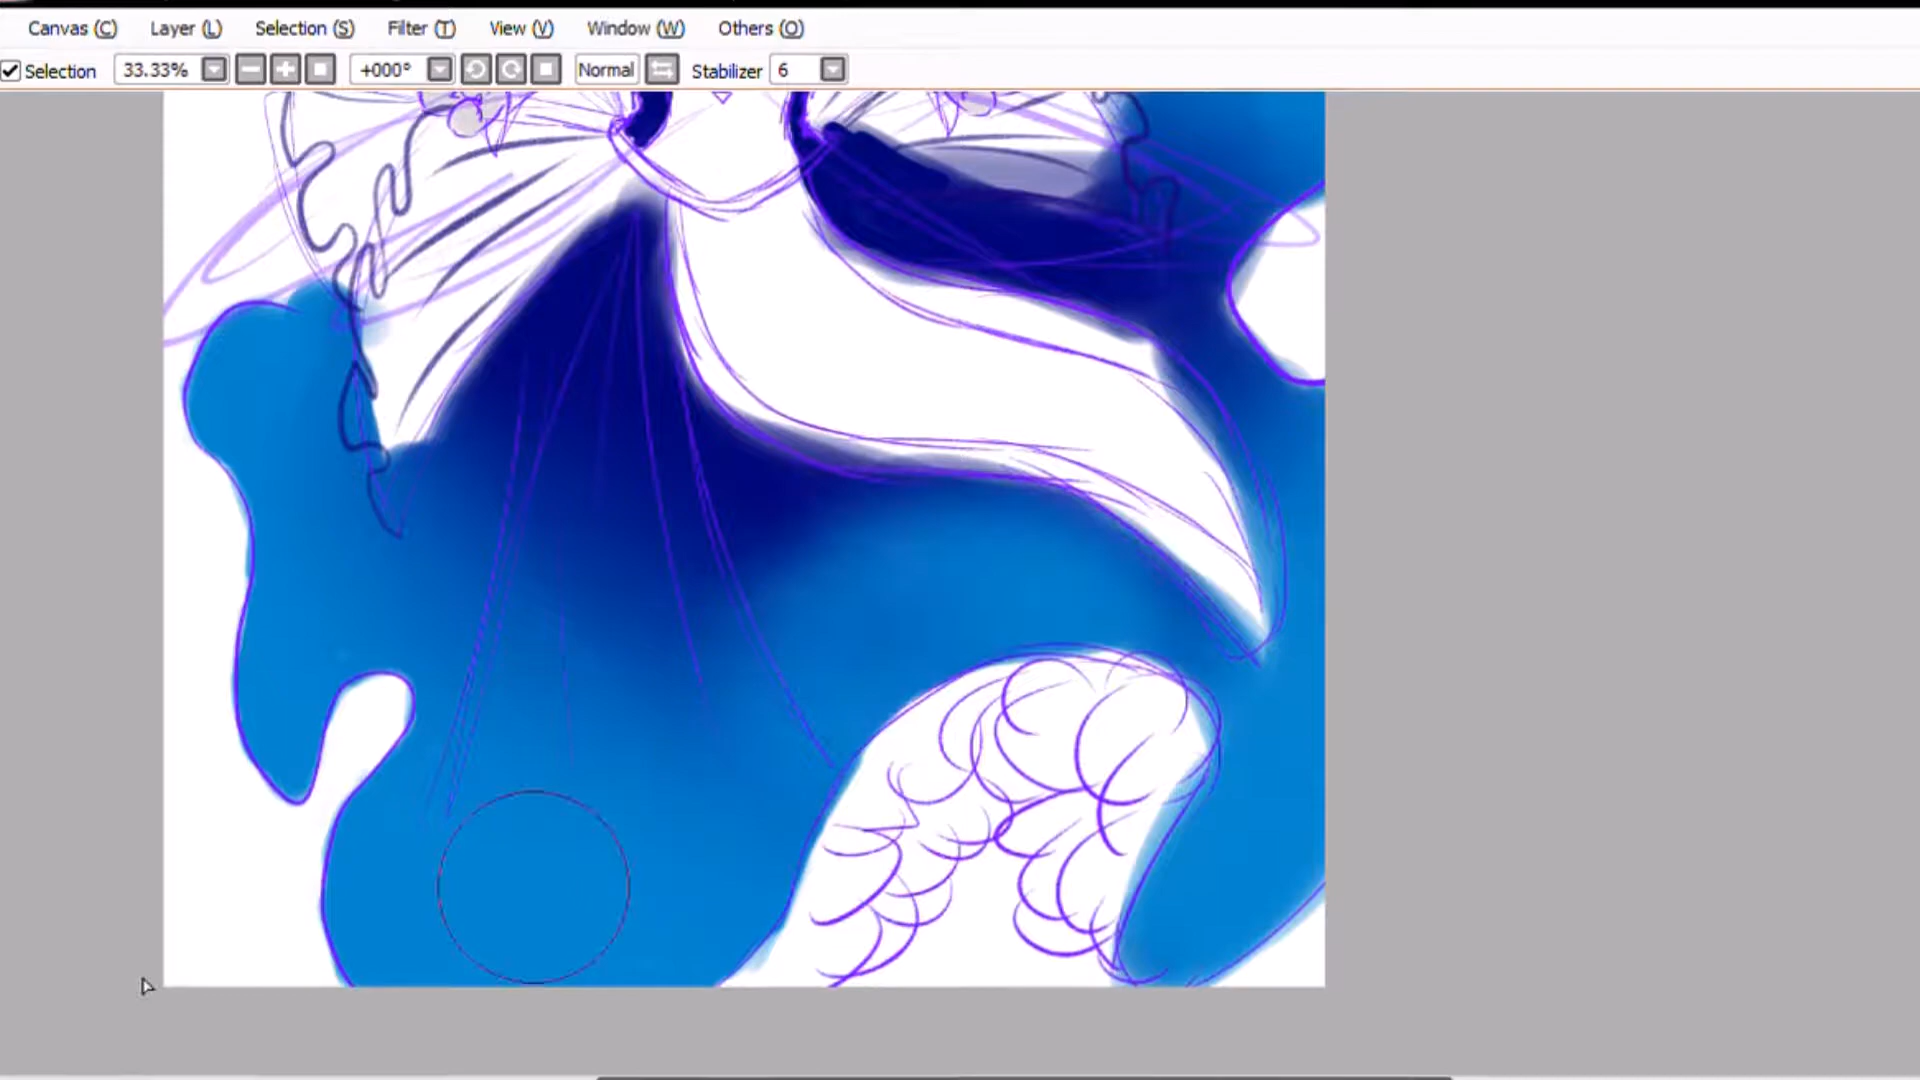 Canvas (C) Layer (L) Selection (S) Filter (T) View (V) Window (W) Others (O)
Selection 33.33% +000° Normal Stabilizer 6